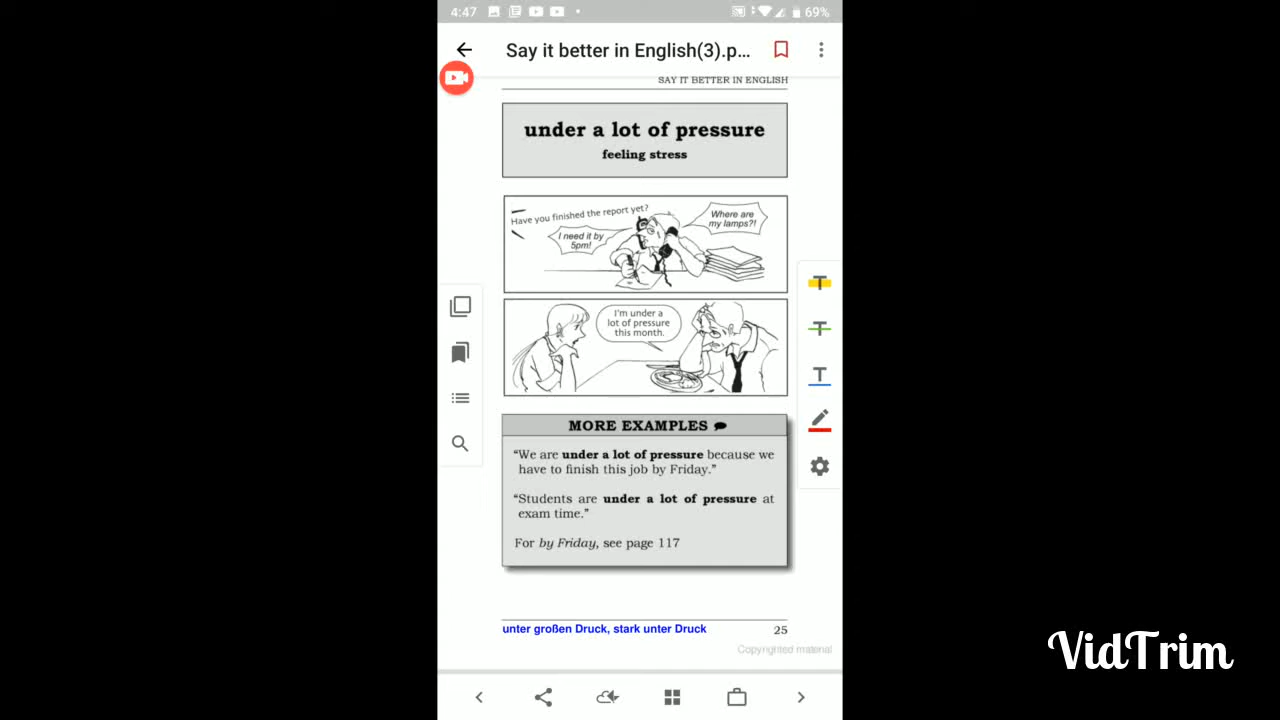 4:47
69%
Say it better in English(3).p...
SAY IT BETTER IN ENGLISH
under a lot of pressure
feeling stress
Have you finished the report yet?
I need it by
5pm!
Where are
my lamps?!
I'm under a
lot of pressure
this month.
MORE EXAMPLES
“We are under a lot of pressure because we
have to finish this job by Friday.”
“Students are under a lot of pressure at
exam time.”
For by Friday, see page 117
unter großen Druck, stark unter Druck
25
Copyrighted material
T
T
T
VidTrim